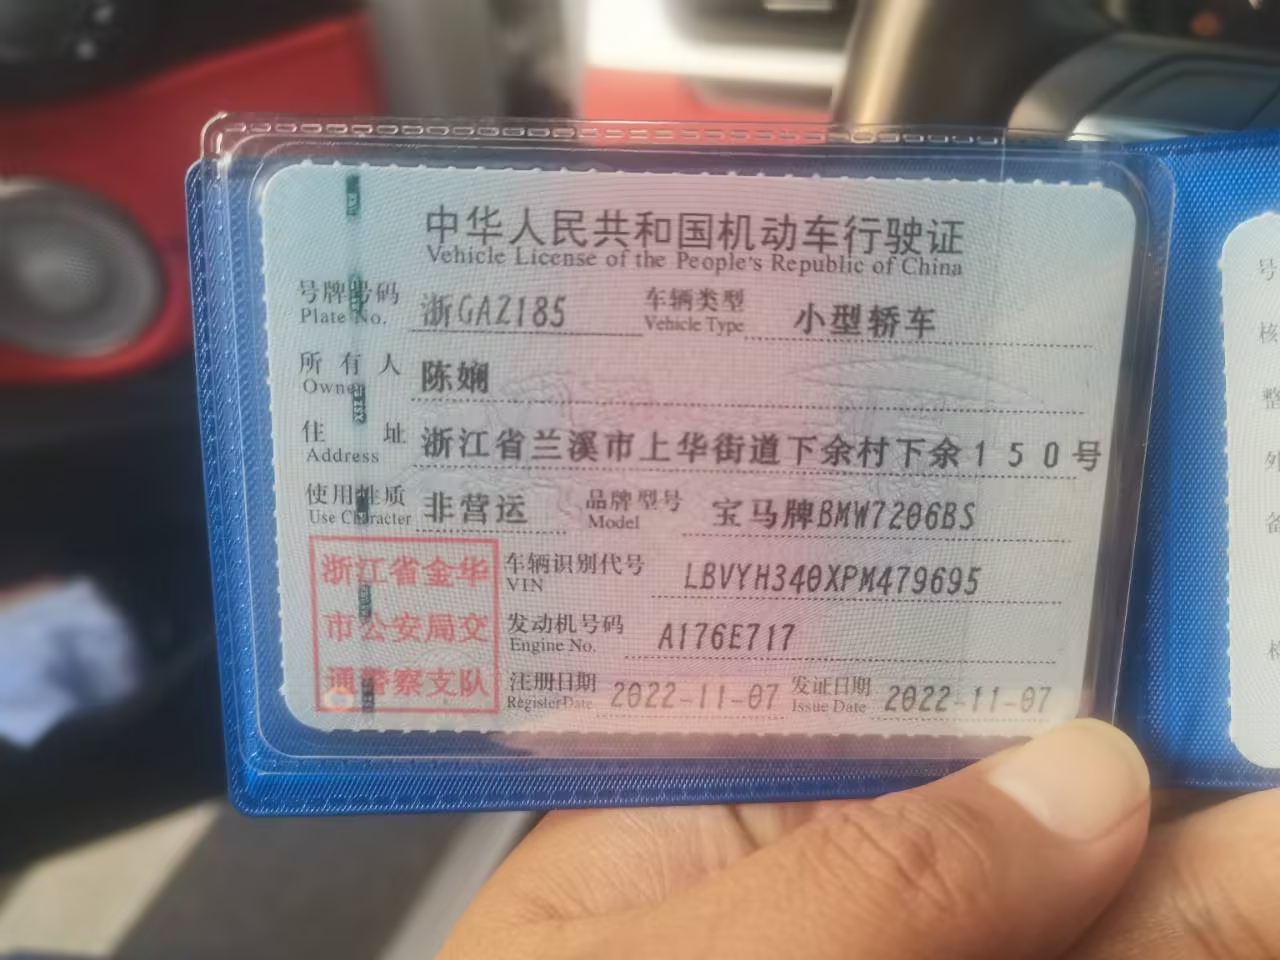 中华人民共和国机动车行驶证
Vehicle License of the People's Republic of China
号牌号码 浙GAZ185 车辆类型 小型轿车
Plate No. Vehicle Type
所有人 陈娴
Owner
住址 浙江省兰溪市上华街道下余村下余150号
Address
使用性质 非营运 品牌型号 宝马牌BMW7206BS
Use Character Model
浙江省金华
市公安局交
通警察支队
车辆识别代号 LBVYH340XPM479695
VIN
发动机号码 A176E717
Engine No.
注册日期 2022-11-07 发证日期 2022-11-07
Register Date Issue Date
号
核
整
外
备
检